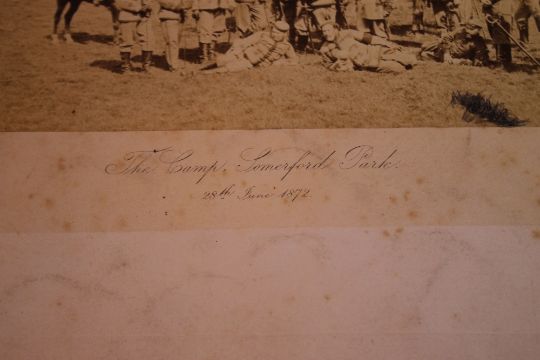 The Camp. Somerford Park.
28th June 1872.